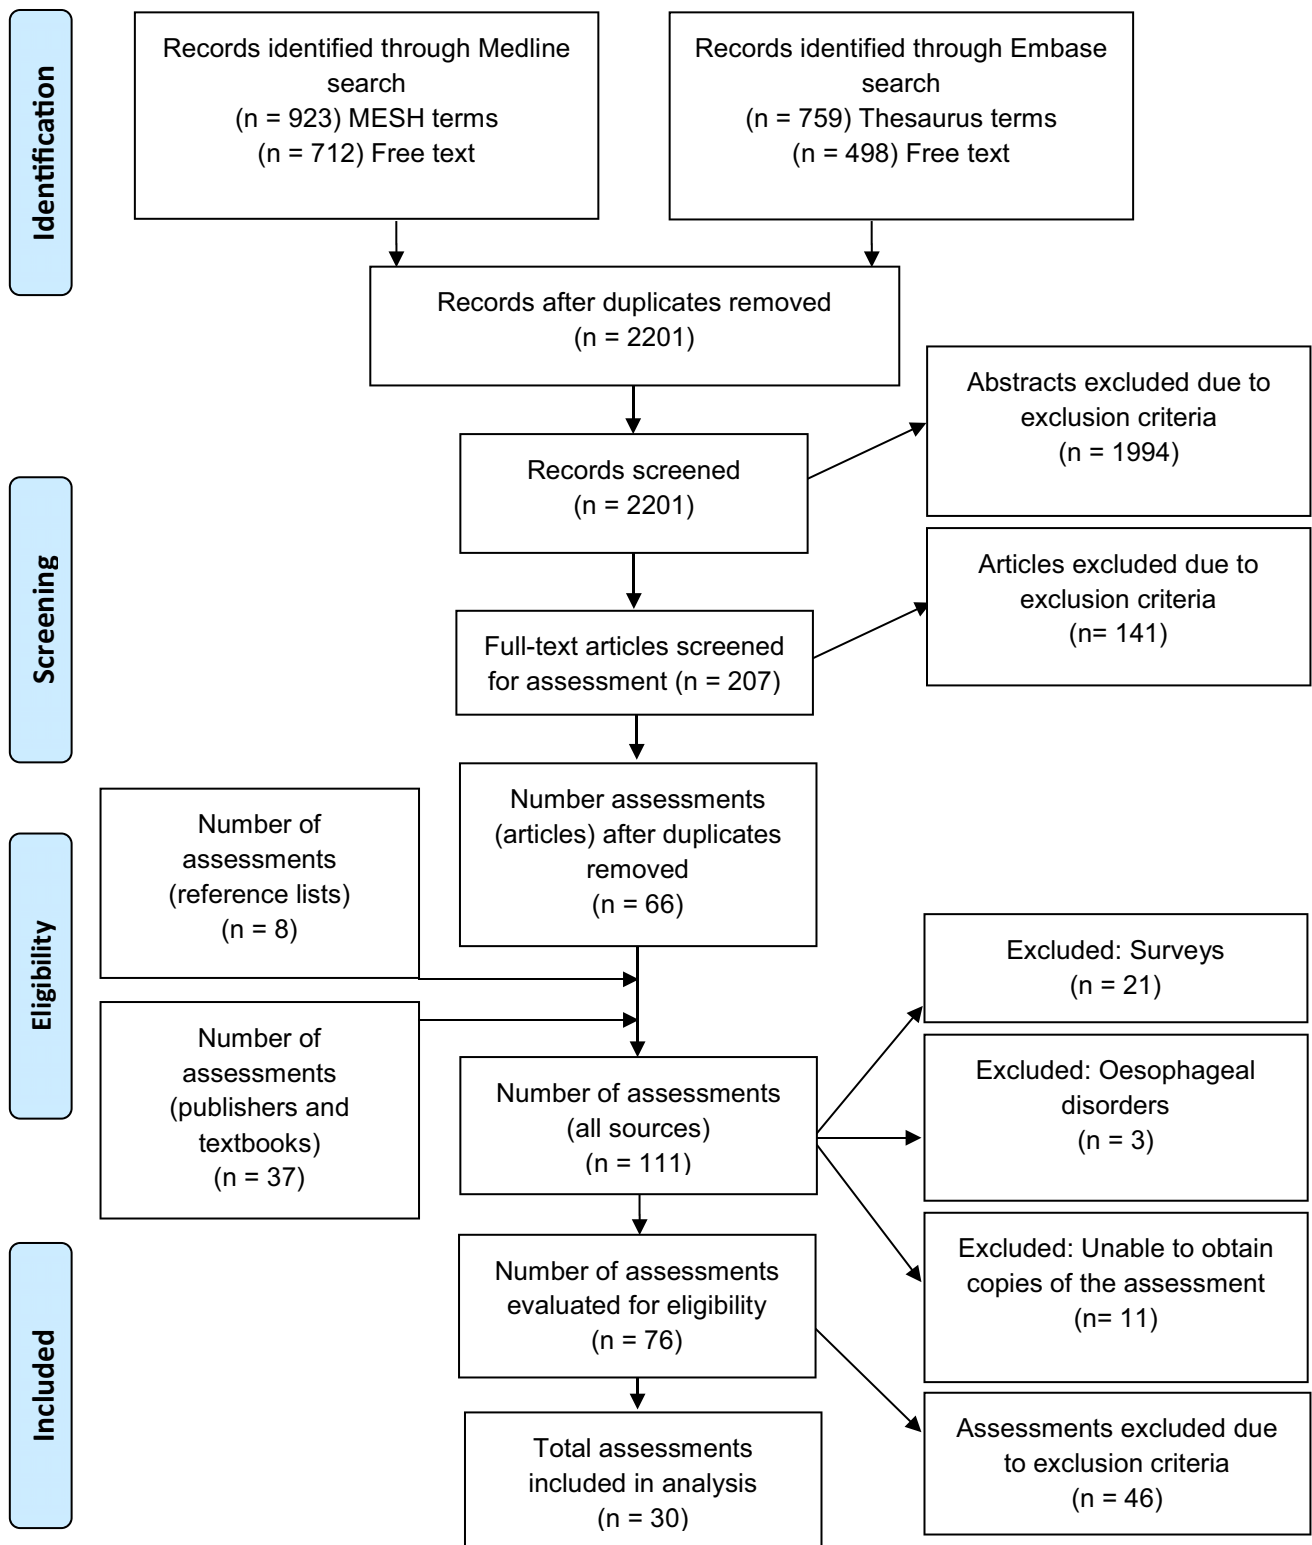 Identification
Records identified through Medline
search
(n = 923) MESH terms
(n = 712) Free text
Records identified through Embase
search
(n = 759) Thesaurus terms
(n = 498) Free text
Records after duplicates removed
(n = 2201)
Screening
Records screened
(n = 2201)
Abstracts excluded due to
exclusion criteria
(n = 1994)
Full-text articles screened
for assessment (n = 207)
Articles excluded due to
exclusion criteria
(n= 141)
Eligibility
Number assessments
(articles) after duplicates
removed
(n = 66)
Number of
assessments
(reference lists)
(n = 8)
Number of
assessments
(publishers and
textbooks)
(n = 37)
Number of assessments
(all sources)
(n = 111)
Excluded: Surveys
(n = 21)
Excluded: Oesophageal
disorders
(n = 3)
Excluded: Unable to obtain
copies of the assessment
(n= 11)
Included
Number of assessments
evaluated for eligibility
(n = 76)
Assessments excluded due
to exclusion criteria
(n = 46)
Total assessments
included in analysis
(n = 30)